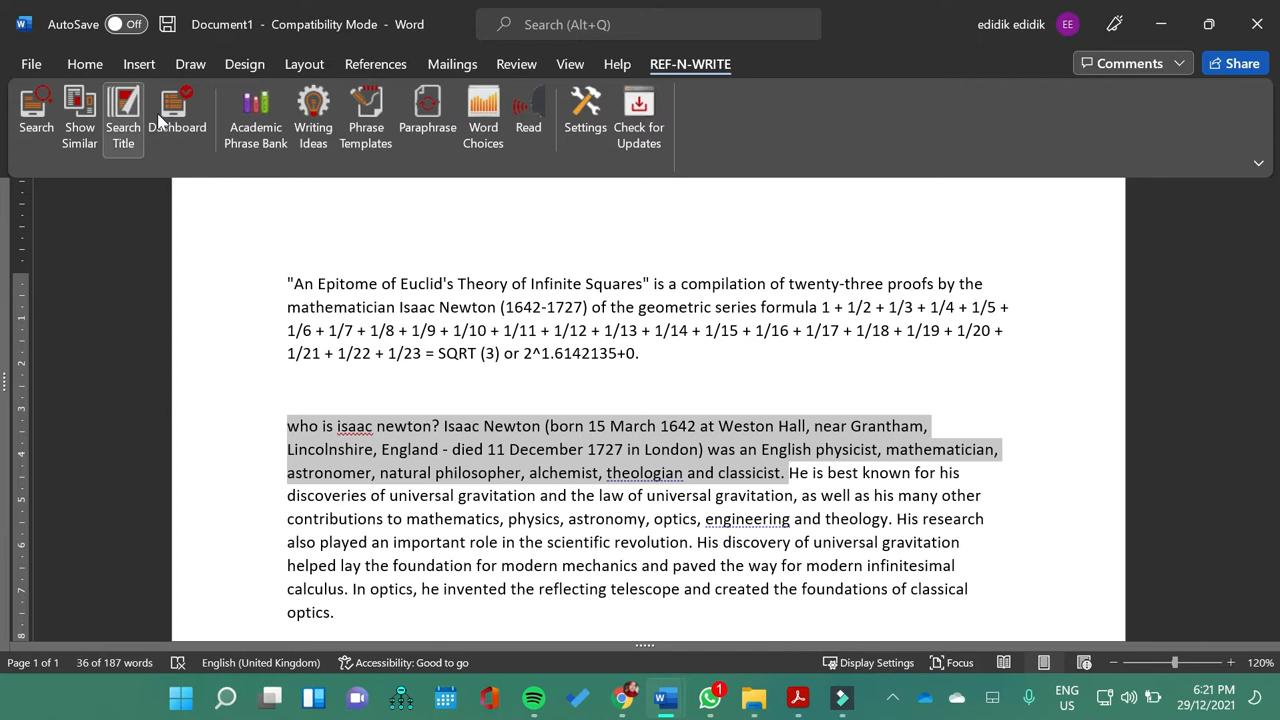 AutoSave Off Document1 - Compatibility Mode - Word Search (Alt+Q) edidik edidik EE
File Home Insert Draw Design Layout References Mailings Review View Help REF-N-WRITE Comments Share
Search Show Similar Search Title Dashboard Academic Phrase Bank Writing Ideas Phrase Templates Paraphrase Word Choices Read Settings Check for Updates
"An Epitome of Euclid's Theory of Infinite Squares" is a compilation of twenty-three proofs by the
mathematician Isaac Newton (1642-1727) of the geometric series formula 1 + 1/2 + 1/3 + 1/4 + 1/5 +
1/6 + 1/7 + 1/8 + 1/9 + 1/10 + 1/11 + 1/12 + 1/13 + 1/14 + 1/15 + 1/16 + 1/17 + 1/18 + 1/19 + 1/20 +
1/21 + 1/22 + 1/23 = SQRT (3) or 2^1.6142135+0.
who is isaac newton? Isaac Newton (born 15 March 1642 at Weston Hall, near Grantham,
Lincolnshire, England - died 11 December 1727 in London) was an English physicist, mathematician,
astronomer, natural philosopher, alchemist, theologian and classicist. He is best known for his
discoveries of universal gravitation and the law of universal gravitation, as well as his many other
contributions to mathematics, physics, astronomy, optics, engineering and theology. His research
also played an important role in the scientific revolution. His discovery of universal gravitation
helped lay the foundation for modern mechanics and paved the way for modern infinitesimal
calculus. In optics, he invented the reflecting telescope and created the foundations of classical
optics.
Page 1 of 1 36 of 187 words English (United Kingdom) Accessibility: Good to go Display Settings Focus 120%
1 ENG US 6:21 PM 29/12/2021